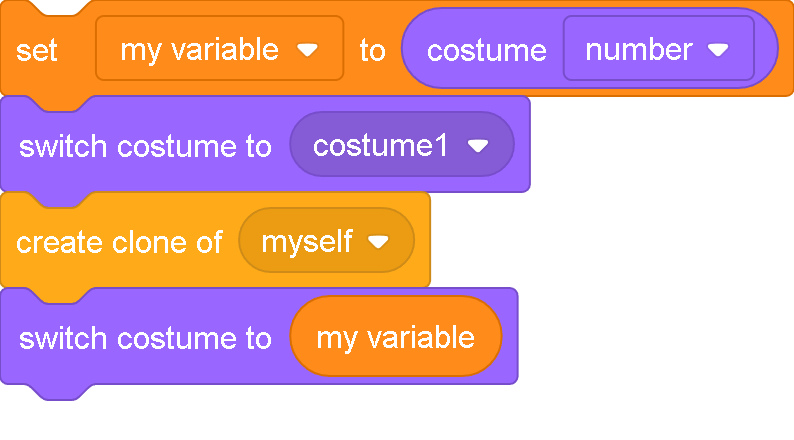 set my variable to costume number
switch costume to costume1
create clone of myself
switch costume to my variable